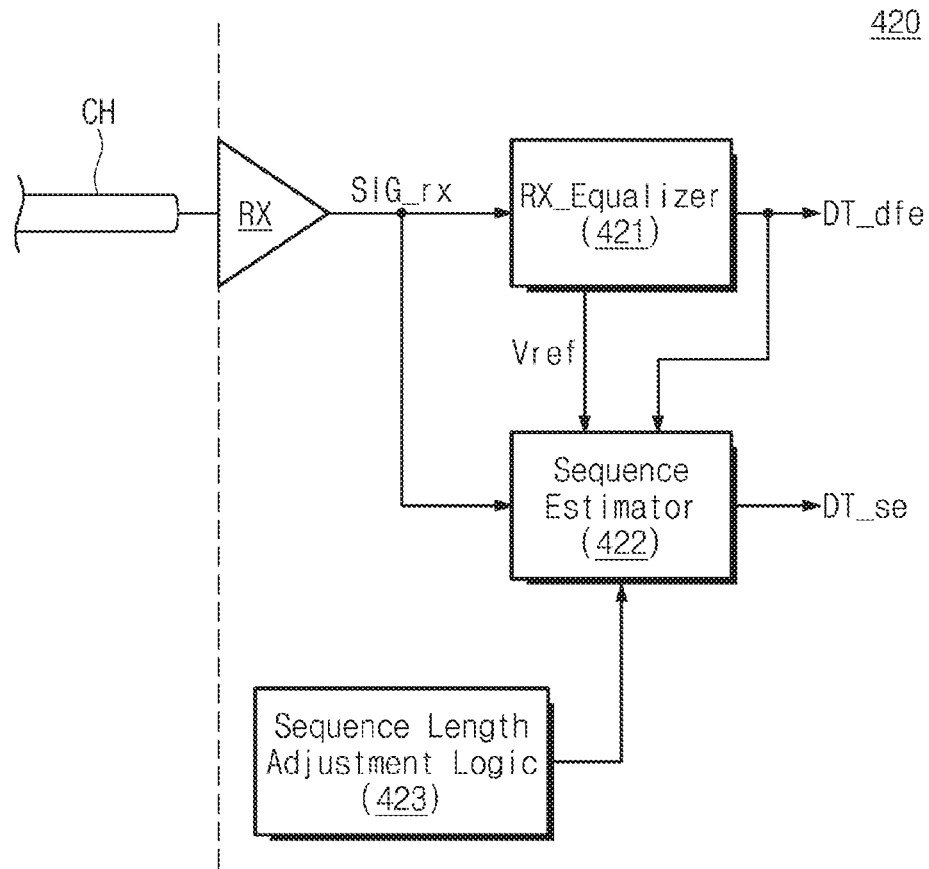 420
CH
RX
SIG_rx
RX_Equalizer
(421)
DT_dfe
Vref
Sequence
Estimator
(422)
DT_se
Sequence Length
Adjustment Logic
(423)